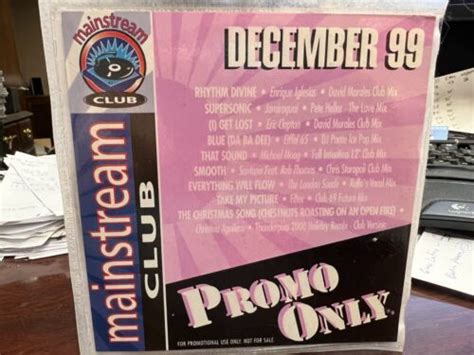 mainstream
CLUB
mainstream
CLUB
DECEMBER 99
RHYTHM DIVINE • Enrique Iglesias • David Morales Club Mix
SUPERSONIC • Jamiroquai • Pete Heller - The Love Mix
(I) GET LOST • Eric Clapton • David Morales Club Mix
BLUE (DA BA DEE) • Eiffel 65 • DJ Ponte Ice Pop Mix
THAT SOUND • Michael Moog • Full Intention 12" Club Mix
SMOOTH • Santana Feat. Rob Thomas • Chris Staropoli Club Mix
EVERYTHING WILL FLOW • The London Suede • Rollo's Vocal Mix
TAKE MY PICTURE • Filter • Club 69 Future Mix
THE CHRISTMAS SONG (CHESTNUTS ROASTING ON AN OPEN FIRE) •
Christina Aguilera • Thunderpuss 2000 Holiday Remix - Club Version
PROMO
ONLY
FOR PROMOTIONAL USE ONLY. NOT FOR SALE.